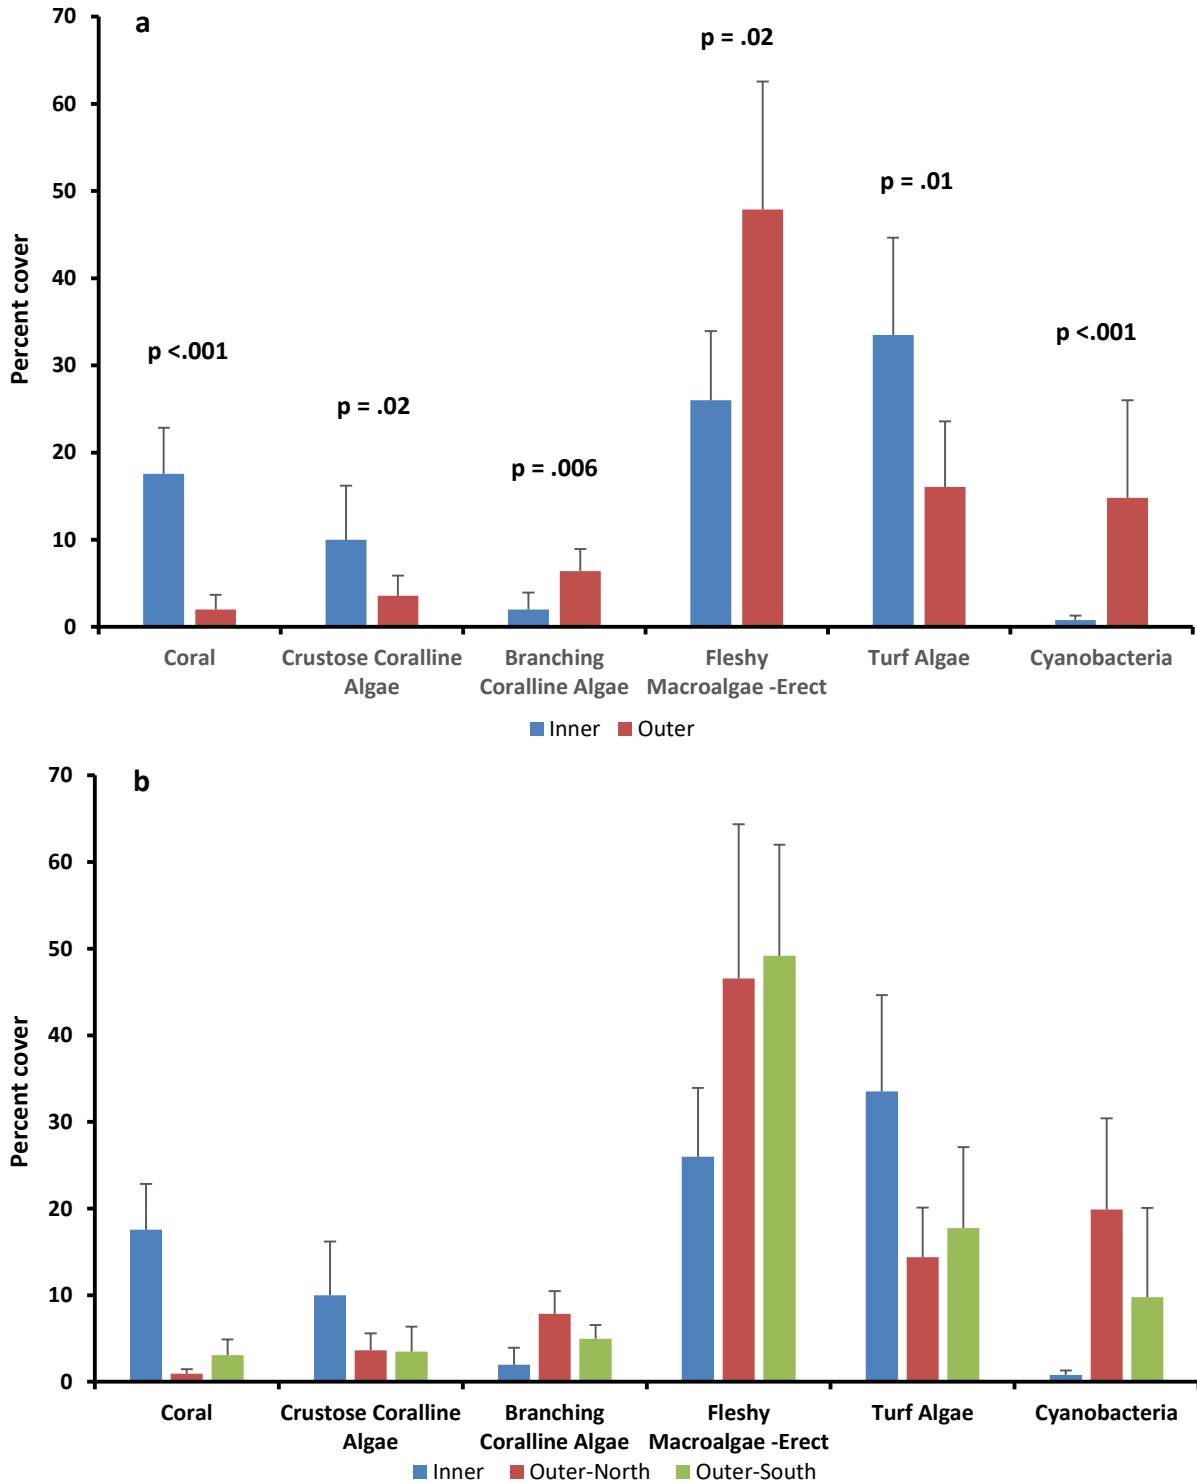 a
70
60
50
40
30
20
10
0
Percent cover
p <.001
p = .02
p = .006
p = .02
p = .01
p <.001
Coral
Crustose Coralline
Algae
Branching
Coralline Algae
Fleshy
Macroalgae -Erect
Turf Algae
Cyanobacteria
Inner
Outer
b
70
60
50
40
30
20
10
0
Percent cover
Coral
Crustose Coralline
Algae
Branching
Coralline Algae
Fleshy
Macroalgae -Erect
Turf Algae
Cyanobacteria
Inner
Outer-North
Outer-South